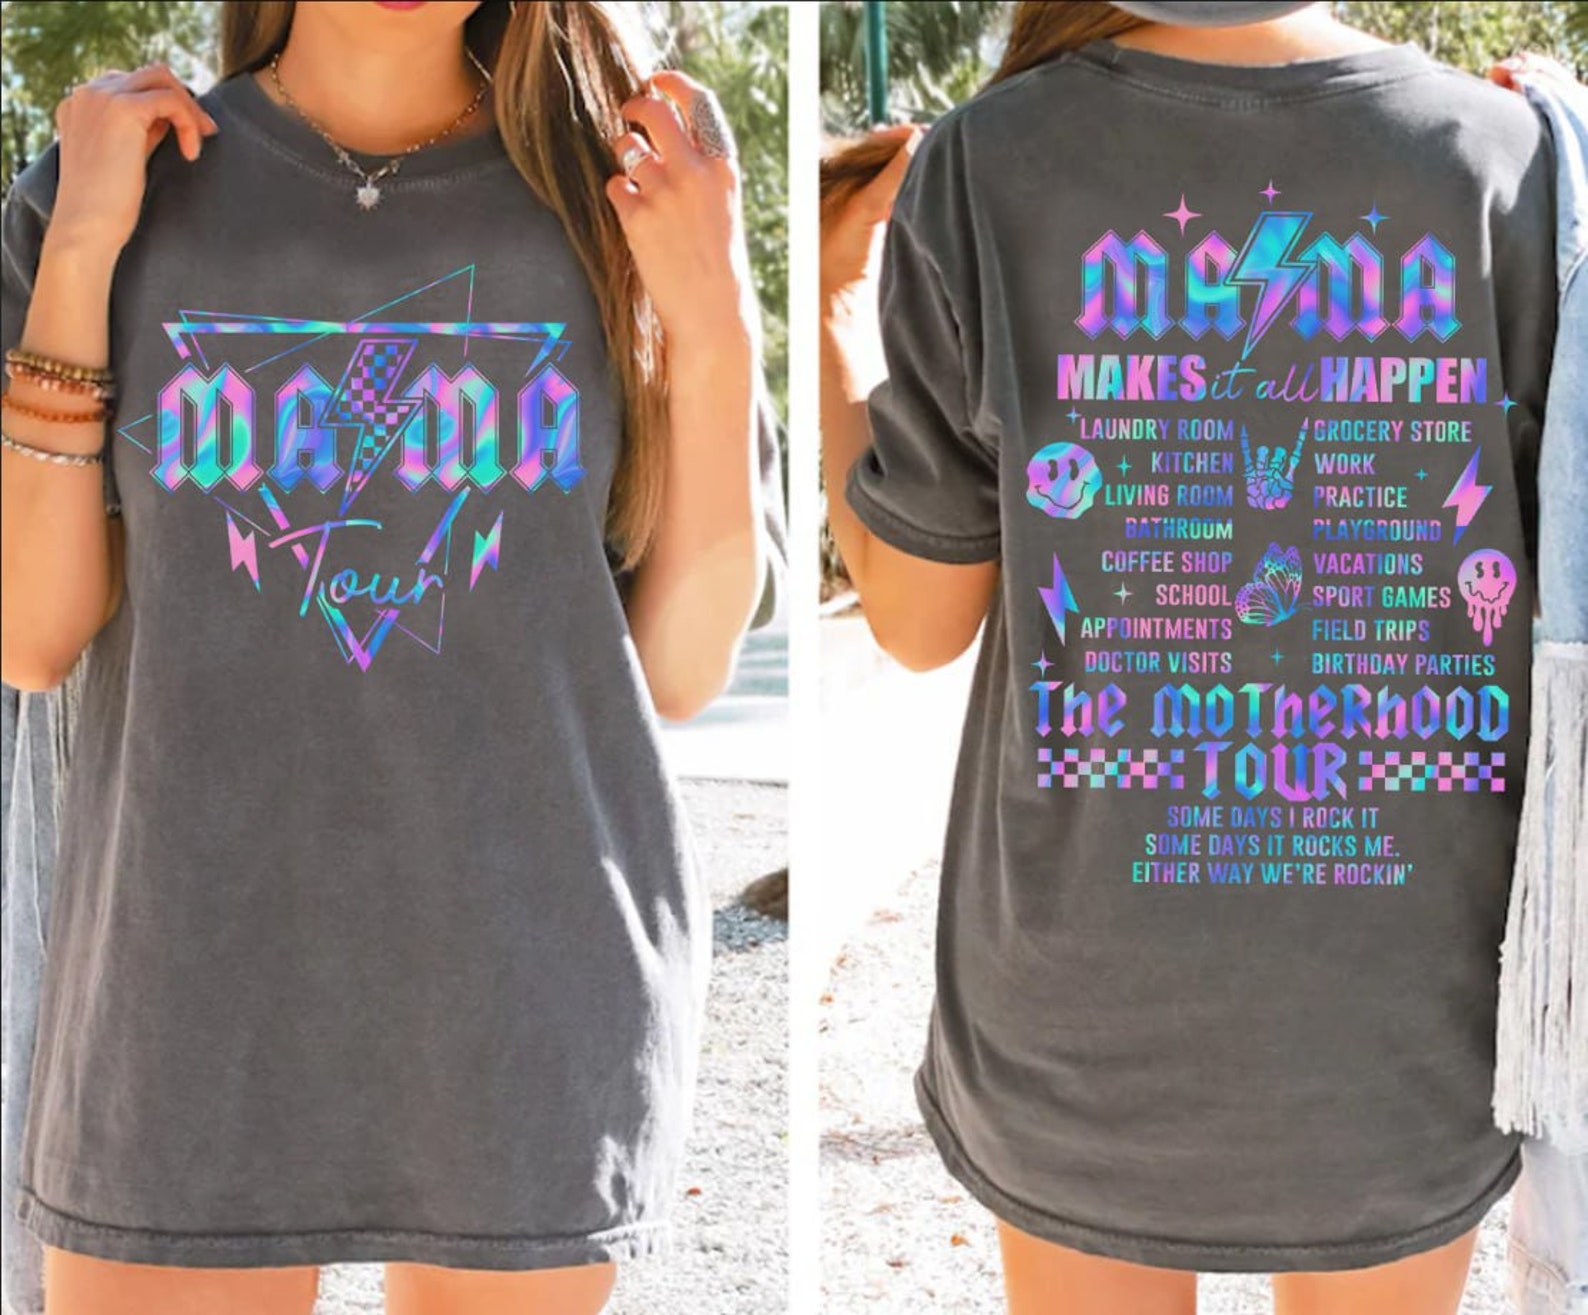 MAMA
Tour
MAMA
MAKES it all HAPPEN
LAUNDRY ROOM GROCERY STORE
KITCHEN WORK
LIVING ROOM PRACTICE
BATHROOM PLAYGROUND
COFFEE SHOP VACATIONS
SCHOOL SPORT GAMES
APPOINTMENTS FIELD TRIPS
DOCTOR VISITS BIRTHDAY PARTIES
The MoTheRhOOD
TOUR
SOME DAYS I ROCK IT
SOME DAYS IT ROCKS ME.
EITHER WAY WE'RE ROCKIN'